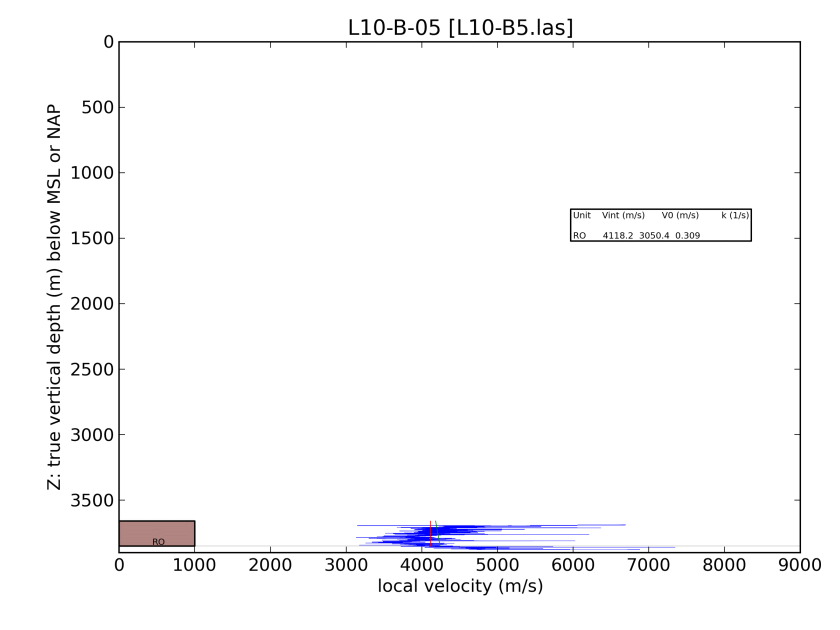 L10-B-05 [L10-B5.las]
Z: true vertical depth (m) below MSL or NAP
0
500
1000
1500
2000
2500
3000
3500
Unit Vint (m/s) V0 (m/s) k (1/s)
RO 4118.2 3050.4 0.309
RO
0 1000 2000 3000 4000 5000 6000 7000 8000 9000
local velocity (m/s)